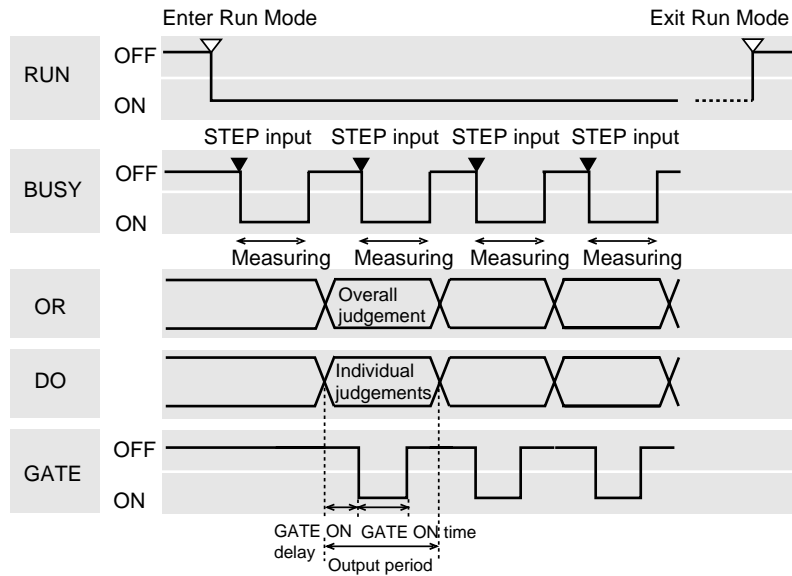 Enter Run Mode Exit Run Mode
RUN OFF
ON
STEP input STEP input STEP input STEP input
BUSY OFF
ON
Measuring Measuring Measuring Measuring
OR Overall
judgement
DO Individual
judgements
GATE OFF
ON
GATE ON GATE ON time
delay
Output period